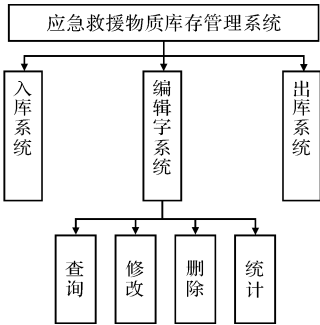 应急救援物质库存管理系统
入库系统
编辑字系统
出库系统
查询
修改
删除
统计